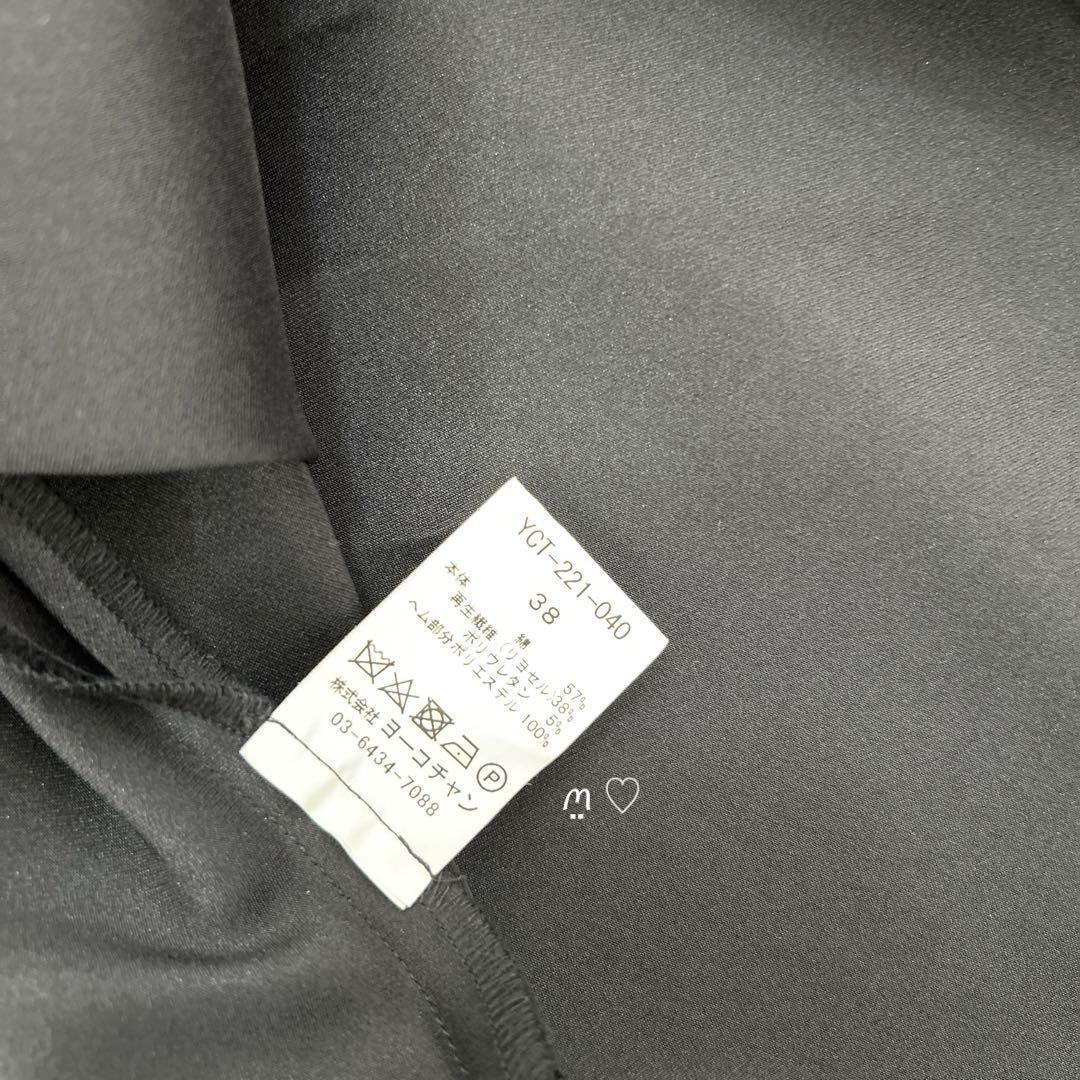 YCT-221-040
38
本体
絹 57%
再生繊維(リヨセル)38%
ポリウレタン 5%
ヘム部分ポリエステル 100%
P
株式会社 ヨーコチャン
03-6434-7088